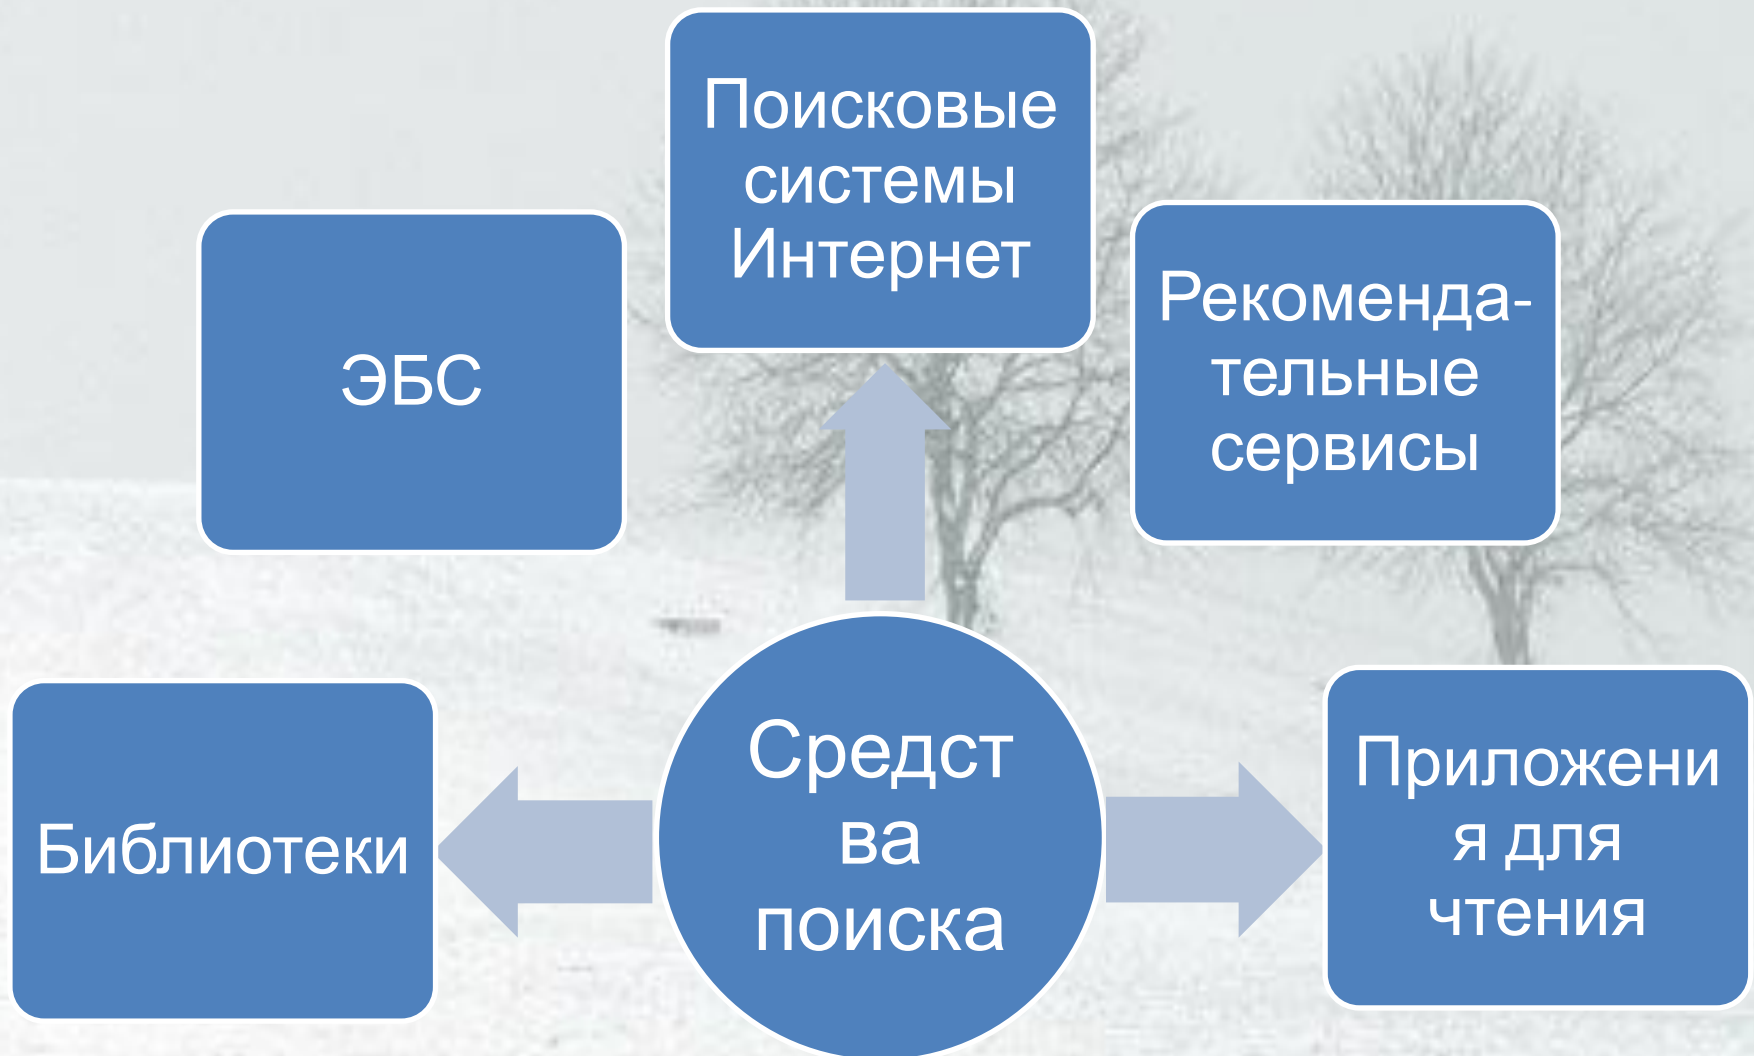 Поисковые
системы
Интернет
ЭБС
Рекоменда-
тельные
сервисы
Библиотеки
Средст
ва
поиска
Приложени
я для
чтения